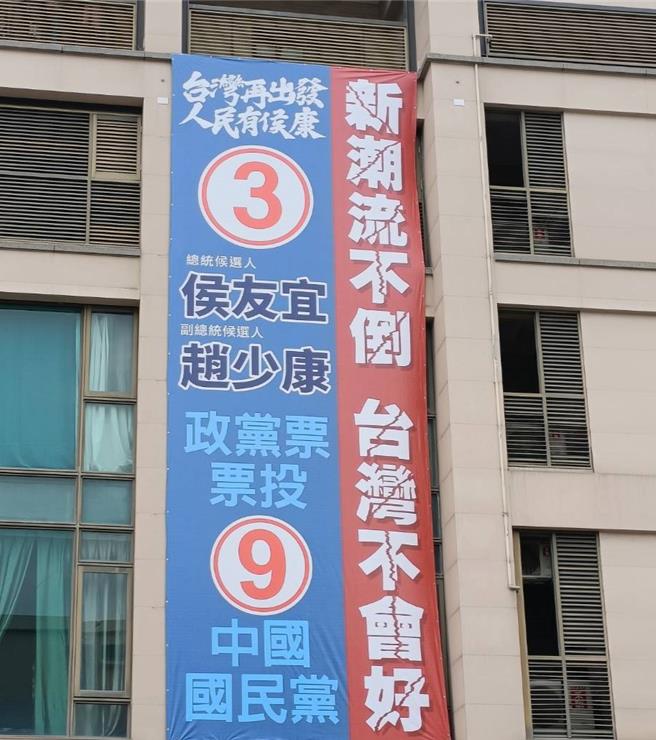 台灣再出發
人民有侯康
3
總統候選人
侯友宜
副總統候選人
趙少康
政黨票
票投
9
中國
國民黨
新潮流不倒 台灣不會好